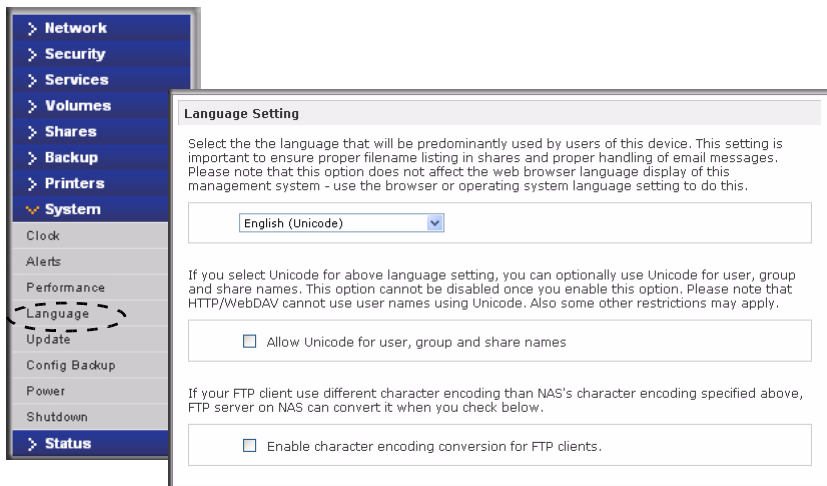 Network
Security
Services
Volumes
Shares
Backup
Printers
System
Clock
Alerts
Performance
Language
Update
Config Backup
Power
Shutdown
Status
Language Setting
Select the the language that will be predominantly used by users of this device. This setting is
important to ensure proper filename listing in shares and proper handling of email messages.
Please note that this option does not affect the web browser language display of this
management system - use the browser or operating system language setting to do this.
English (Unicode)
If you select Unicode for above language setting, you can optionally use Unicode for user, group
and share names. This option cannot be disabled once you enable this option. Please note that
HTTP/WebDAV cannot use user names using Unicode. Also some other restrictions may apply.
Allow Unicode for user, group and share names
If your FTP client use different character encoding than NAS's character encoding specified above,
FTP server on NAS can convert it when you check below.
Enable character encoding conversion for FTP clients.